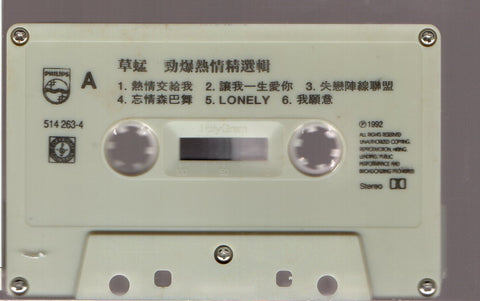 PHILIPS
A
草蜢 勁爆熱情精選輯
1. 熱情交給我 2. 讓我一生愛你 3. 失戀陣線聯盟
4. 忘情森巴舞 5. LONELY 6. 我願意
514 263-4
PolyGram
℗ 1992
ALL RIGHTS RESERVED
UNAUTHORIZED COPYING,
REPRODUCTION, HIRING,
LENDING, PUBLIC
PERFORMANCE AND
BROADCASTING PROHIBITED
Stereo